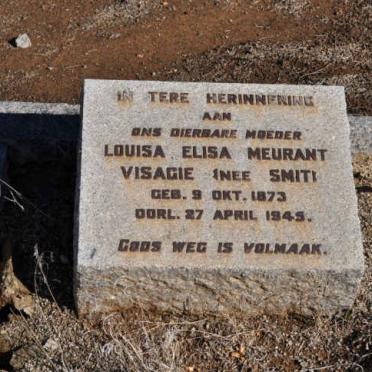 IN TERE HERINNERING
AAN
ONS DIERBARE MOEDER
LOUISA ELISA MEURANT
VISAGIE (NEE SMIT)
GEB. 9 OKT. 1873
OORL. 27 APRIL 1945.
GODS WEG IS VOLMAAK.